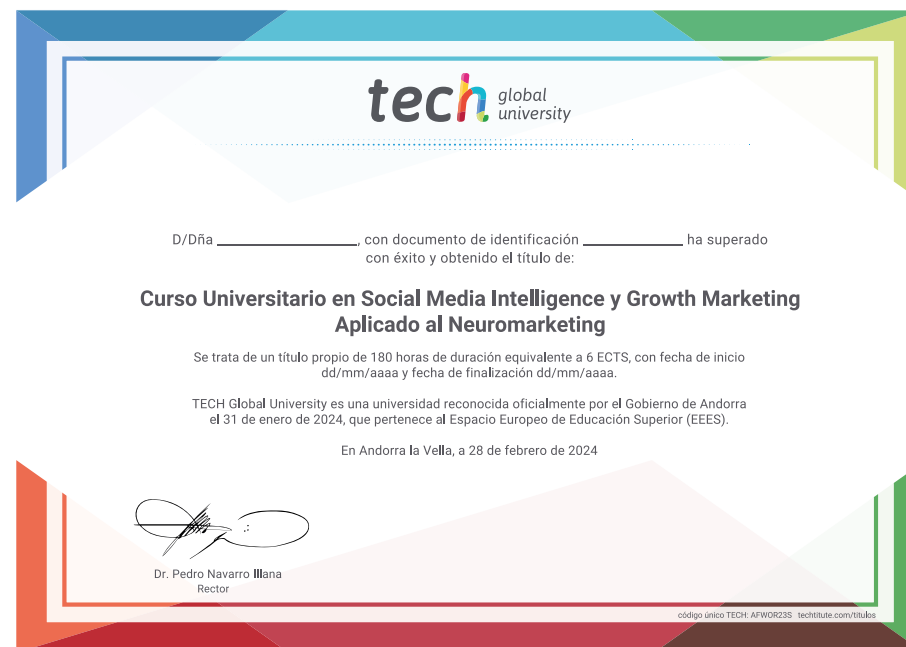 tech global university
D/Dña ____________________, con documento de identificación ______________ ha superado
con éxito y obtenido el título de:
Curso Universitario en Social Media Intelligence y Growth Marketing
Aplicado al Neuromarketing
Se trata de un título propio de 180 horas de duración equivalente a 6 ECTS, con fecha de inicio
dd/mm/aaaa y fecha de finalización dd/mm/aaaa.
TECH Global University es una universidad reconocida oficialmente por el Gobierno de Andorra
el 31 de enero de 2024, que pertenece al Espacio Europeo de Educación Superior (EEES).
En Andorra la Vella, a 28 de febrero de 2024
Dr. Pedro Navarro Illana
Rector
código único TECH: AFWOR23S techtitute.com/titulos